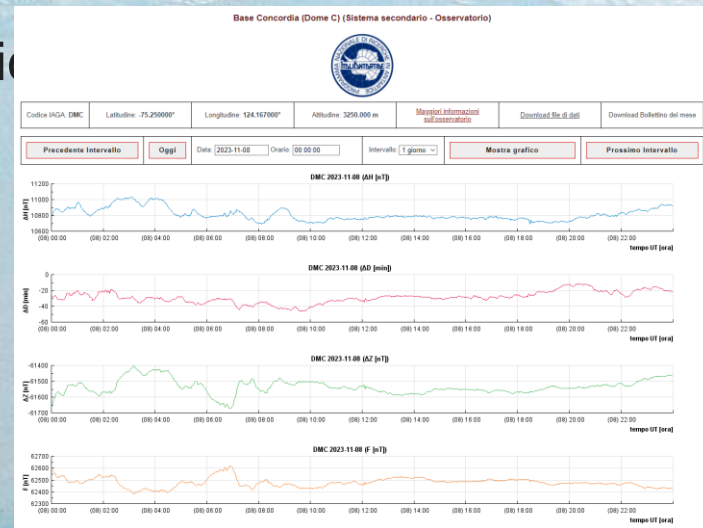 Base Concordia (Dome C) (Sistema secondario - Osservatorio)
PROGRAMMA NAZIONALE DI RICERCHE IN ANTARTIDE
ITALIANTARTIDE
Codice IAGA: DMC Latitudine: -75.250000° Longitudine: 124.167000° Altitudine: 3250.000 m Maggiori informazioni sull'osservatorio Download file di dati Download Bollettino del mese
Precedente Intervallo Oggi Data: 2023-11-08 Orario: 00:00:00 Intervallo 1 giorno Mostra grafico Prossimo Intervallo
DMC 2023-11-08 (ΔH [nT])
ΔH [nT]
11200
11000
10800
10600
(08) 00:00 (08) 02:00 (08) 04:00 (08) 06:00 (08) 08:00 (08) 10:00 (08) 12:00 (08) 14:00 (08) 16:00 (08) 18:00 (08) 20:00 (08) 22:00
tempo UT [ora]
DMC 2023-11-08 (ΔD [min])
ΔD [min]
0
-20
-40
-60
(08) 00:00 (08) 02:00 (08) 04:00 (08) 06:00 (08) 08:00 (08) 10:00 (08) 12:00 (08) 14:00 (08) 16:00 (08) 18:00 (08) 20:00 (08) 22:00
tempo UT [ora]
DMC 2023-11-08 (ΔZ [nT])
ΔZ [nT]
-61400
-61500
-61600
-61700
(08) 00:00 (08) 02:00 (08) 04:00 (08) 06:00 (08) 08:00 (08) 10:00 (08) 12:00 (08) 14:00 (08) 16:00 (08) 18:00 (08) 20:00 (08) 22:00
tempo UT [ora]
DMC 2023-11-08 (F [nT])
F [nT]
62700
62600
62500
62400
62300
(08) 00:00 (08) 02:00 (08) 04:00 (08) 06:00 (08) 08:00 (08) 10:00 (08) 12:00 (08) 14:00 (08) 16:00 (08) 18:00 (08) 20:00 (08) 22:00
tempo UT [ora]